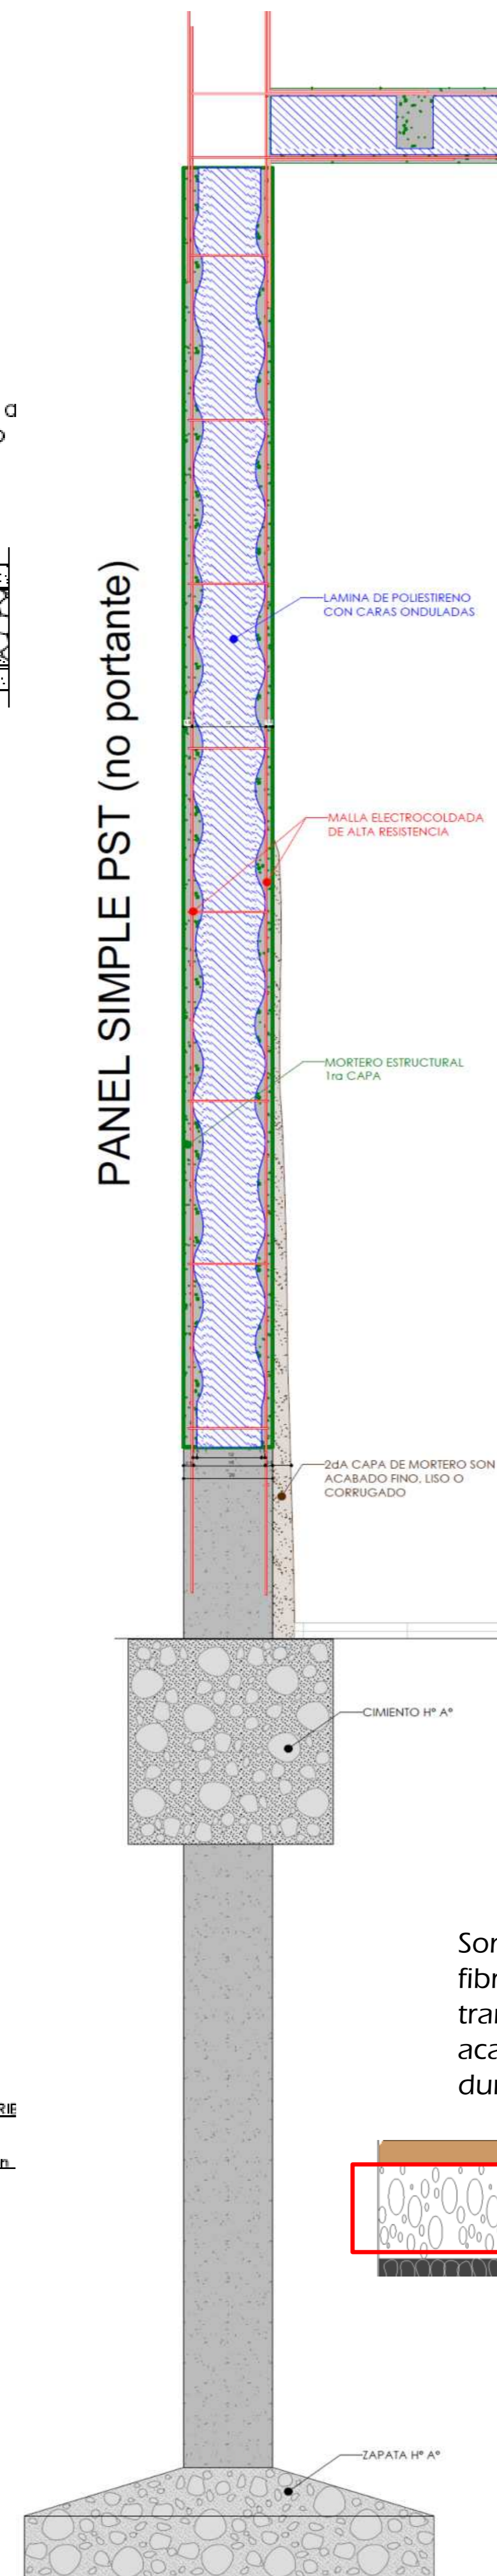 a
PANEL SIMPLE PST (no portante)
LAMINA DE POLIESTIRENO
CON CARAS ONDULADAS
MALLA ELECTROCOLDADA
DE ALTA RESISTENCIA
MORTERO ESTRUCTURAL
1ra CAPA
2dA CAPA DE MORTERO SON
ACABADO FINO, LISO O
CORRUGADO
CIMIENTO Hº Aº
Son
fibr
tran
aca
dur
RIE
n
ZAPATA Hº Aº